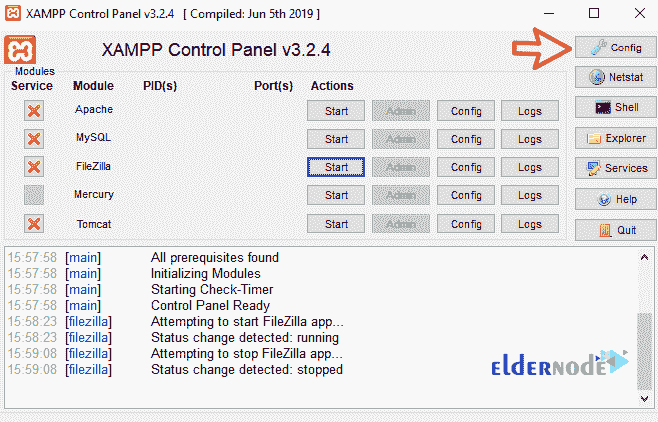 XAMPP Control Panel v3.2.4 [ Compiled: Jun 5th 2019 ]
XAMPP Control Panel v3.2.4
Config
Modules
Service Module PID(s) Port(s) Actions
Netstat
Apache Start Admin Config Logs
Shell
MySQL Start Admin Config Logs
Explorer
FileZilla Start Admin Config Logs
Services
Mercury Start Admin Config Logs
Help
Tomcat Start Admin Config Logs
Quit
15:57:58 [main] All prerequisites found
15:57:58 [main] Initializing Modules
15:57:58 [main] Starting Check-Timer
15:57:58 [main] Control Panel Ready
15:58:23 [filezilla] Attempting to start FileZilla app...
15:58:23 [filezilla] Status change detected: running
15:59:08 [filezilla] Attempting to stop FileZilla app...
15:59:08 [filezilla] Status change detected: stopped
eldernode